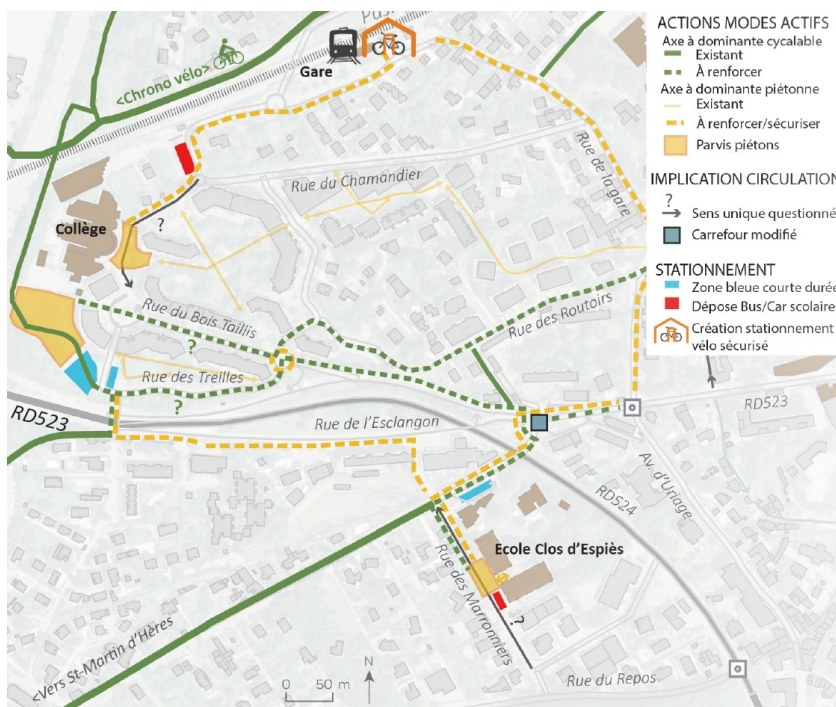 ACTIONS MODES ACTIFS
Axe à dominante cyclable
Existant
À renforcer
Axe à dominante piétonne
Existant
À renforcer/sécuriser
Parvis piétons
IMPLICATION CIRCULATION
?
Sens unique questionné
Carrefour modifié
STATIONNEMENT
Zone bleue courte durée
Dépose Bus/Car scolaire
Création stationnement
vélo sécurisé
<Chrono vélo>
Gare
Rue de la gare
Rue du Chamandier
?
Collège
Rue du Bois Taillis
?
Rue des Routoirs
Rue des Treilles
?
RD523
Rue de l'Esclangon
RD523
RD524
Av. d'Uriage
Ecole Clos d'Espiès
Rue des Marronniers
?
<Vers St-Martin d'Hères
0 50 m
N
Rue du Repos